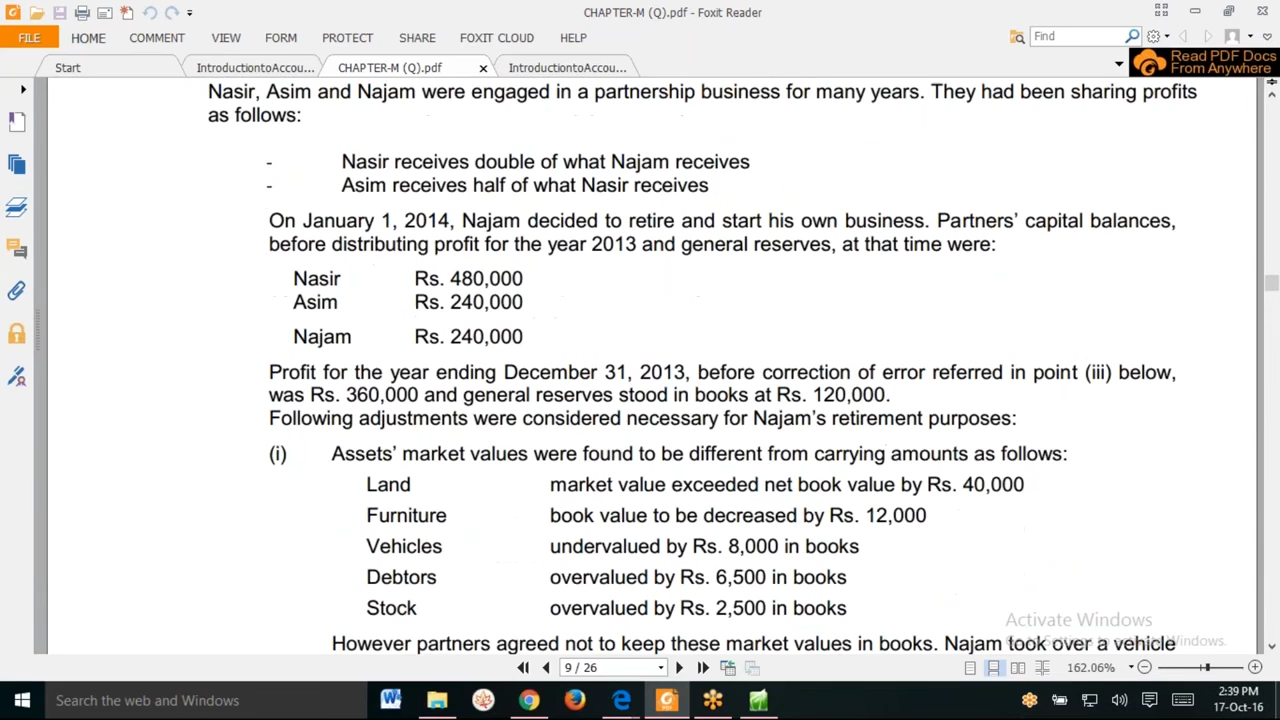 CHAPTER-M (Q).pdf - Foxit Reader
FILE HOME COMMENT VIEW FORM PROTECT SHARE FOXIT CLOUD HELP
Find
Start
IntroductiontoAccou...
CHAPTER-M (Q).pdf
oductiontoAccou...
Read PDF Docs
From Anywhere
Nasir, Asim and Najam were engaged in a partnership business for many years. They had been sharing profits
as follows:
- Nasir receives double of what Najam receives
- Asim receives half of what Nasir receives
On January 1, 2014, Najam decided to retire and start his own business. Partners' capital balances,
before distributing profit for the year 2013 and general reserves, at that time were:
Nasir Rs. 480,000
Asim Rs. 240,000
Najam Rs. 240,000
Profit for the year ending December 31, 2013, before correction of error referred in point (iii) below,
was Rs. 360,000 and general reserves stood in books at Rs. 120,000.
Following adjustments were considered necessary for Najam's retirement purposes:
(i) Assets' market values were found to be different from carrying amounts as follows:
Land market value exceeded net book value by Rs. 40,000
Furniture book value to be decreased by Rs. 12,000
Vehicles undervalued by Rs. 8,000 in books
Debtors overvalued by Rs. 6,500 in books
Stock overvalued by Rs. 2,500 in books
However partners agreed not to keep these market values in books. Najam took over a vehicle
Activate Windows
Go to Settings to activate Windows.
9 / 26
162.06%
Search the web and Windows
2:39 PM
17-Oct-16